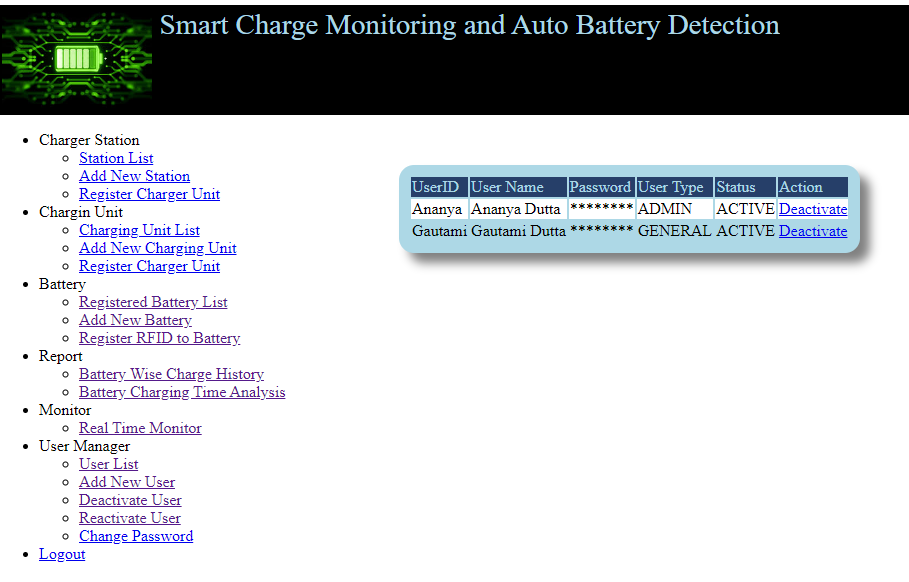 Smart Charge Monitoring and Auto Battery Detection
Charger Station
Station List
Add New Station
Register Charger Unit
Chargin Unit
Charging Unit List
Add New Charging Unit
Register Charger Unit
Battery
Registered Battery List
Add New Battery
Register RFID to Battery
Report
Battery Wise Charge History
Battery Charging Time Analysis
Monitor
Real Time Monitor
User Manager
User List
Add New User
Deactivate User
Reactivate User
Change Password
Logout
UserID User Name Password User Type Status Action
Ananya Ananya Dutta ******** ADMIN ACTIVE Deactivate
Gautami Gautami Dutta ******** GENERAL ACTIVE Deactivate